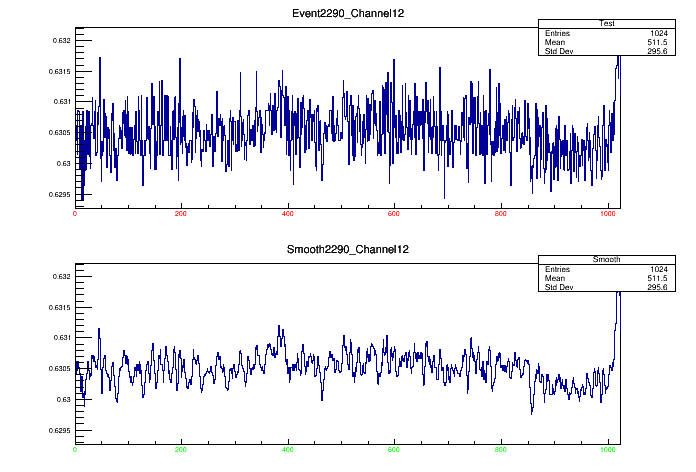 Event2290_Channel12
Test
Entries 1024
Mean 511.5
Std Dev 295.6
0.632
0.6315
0.631
0.6305
0.63
0.6295
0 200 400 600 800 1000
Smooth2290_Channel12
Smooth
Entries 1024
Mean 511.5
Std Dev 295.6
0.632
0.6315
0.631
0.6305
0.63
0.6295
0 200 400 600 800 1000